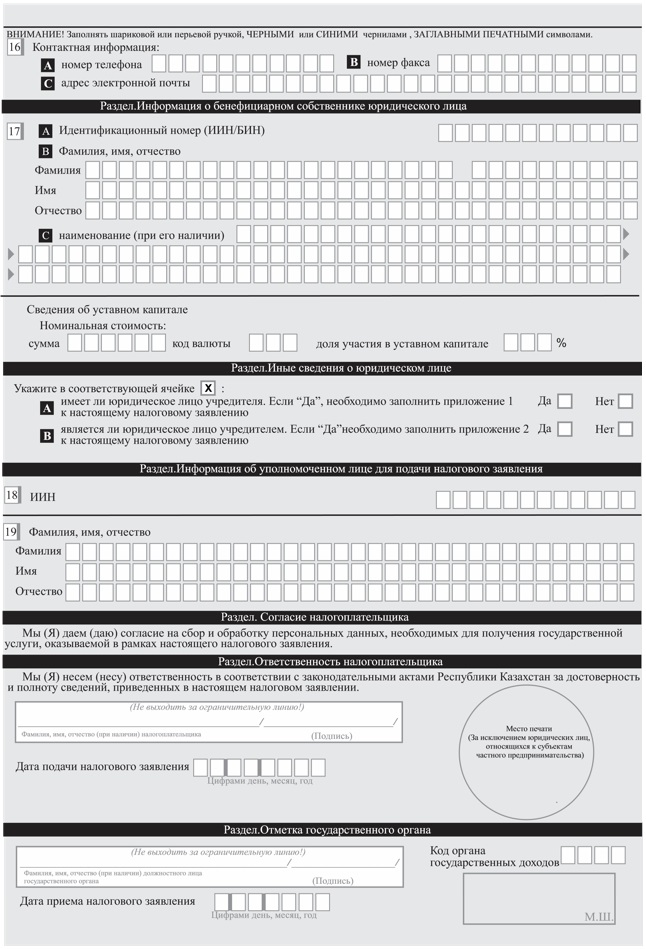 ВНИМАНИЕ! Заполнять шариковой или перьевой ручкой, ЧЕРНЫМИ или СИНИМИ чернилами , ЗАГЛАВНЫМИ ПЕЧАТНЫМИ символами.
16 Контактная информация:
A номер телефона B номер факса
C адрес электронной почты
Раздел.Информация о бенефициарном собственнике юридического лица
17 A Идентификационный номер (ИИН/БИН)
B Фамилия, имя, отчество
Фамилия
Имя
Отчество
C наименование (при его наличии)
Сведения об уставном капитале
Номинальная стоимость:
сумма код валюты доля участия в уставном капитале %
Раздел.Иные сведения о юридическом лице
Укажите в соответствующей ячейке X :
A имеет ли юридическое лицо учредителя. Если “Да”, необходимо заполнить приложение 1 Да Нет
к настоящему налоговому заявлению
B является ли юридическое лицо учредителем. Если “Да”необходимо заполнить приложение 2 Да Нет
к настоящему налоговому заявлению
Раздел.Информация об уполномоченном лице для подачи налогового заявления
18 ИИН
19 Фамилия, имя, отчество
Фамилия
Имя
Отчество
Раздел. Согласие налогоплательщика
Мы (Я) даем (даю) согласие на сбор и обработку персональных данных, необходимых для получения государственной
услуги, оказываемой в рамках настоящего налогового заявления.
Раздел.Ответственность налогоплательщика
Мы (Я) несем (несу) ответственность в соответствии с законодательными актами Республики Казахстан за достоверность
и полноту сведений, приведенных в настоящем налоговом заявлении.
(Не выходить за ограничительную линию!)
/ /
Фамилия, имя, отчество (при наличии) налогоплательщика (Подпись)
Место печати
(За исключением юридических лиц,
относящихся к субъектам
частного предпринимательства)
Дата подачи налогового заявления
Цифрами день, месяц, год
Раздел.Отметка государственного органа
(Не выходить за ограничительную линию!)
/ /
Фамилия, имя, отчество (при наличии) должностного лица
государственного органа (Подпись)
Код органа
государственных доходов
Дата приема налогового заявления
Цифрами день, месяц, год
М.Ш.